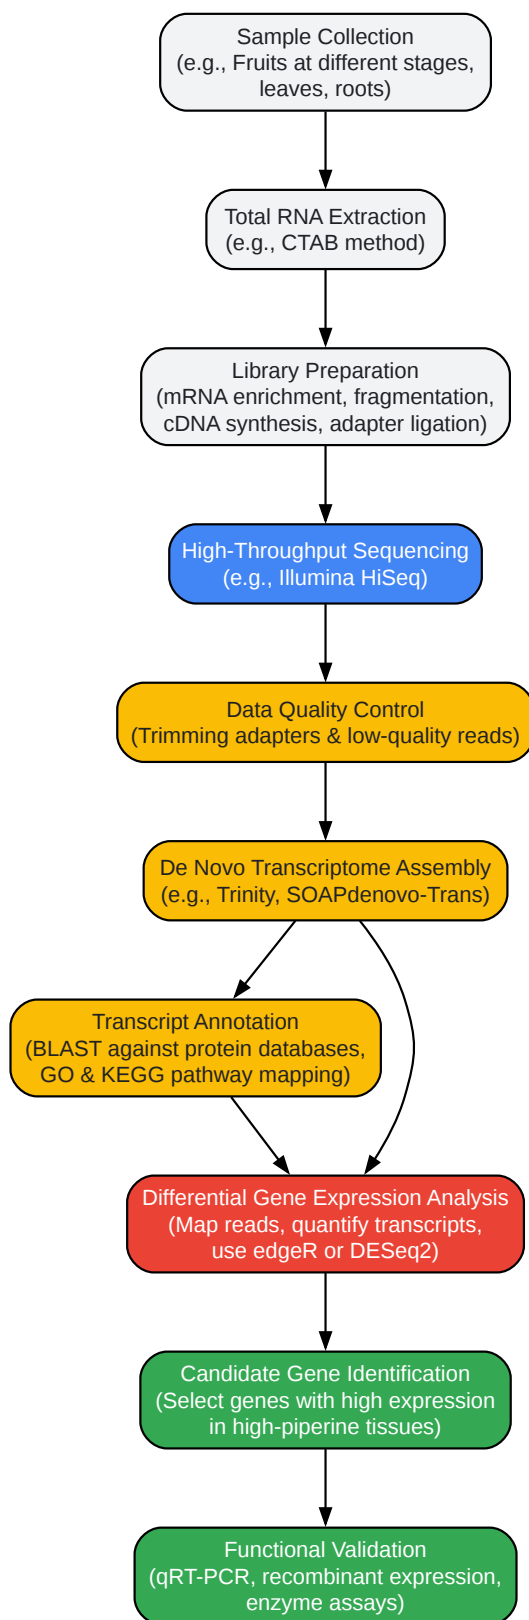 Sample Collection
(e.g., Fruits at different stages,
leaves, roots)
Total RNA Extraction
(e.g., CTAB method)
Library Preparation
(mRNA enrichment, fragmentation,
cDNA synthesis, adapter ligation)
High-Throughput Sequencing
(e.g., Illumina HiSeq)
Data Quality Control
(Trimming adapters & low-quality reads)
De Novo Transcriptome Assembly
(e.g., Trinity, SOAPdenovo-Trans)
Transcript Annotation
(BLAST against protein databases,
GO & KEGG pathway mapping)
Differential Gene Expression Analysis
(Map reads, quantify transcripts,
use edgeR or DESeq2)
Candidate Gene Identification
(Select genes with high expression
in high-piperine tissues)
Functional Validation
(qRT-PCR, recombinant expression,
enzyme assays)